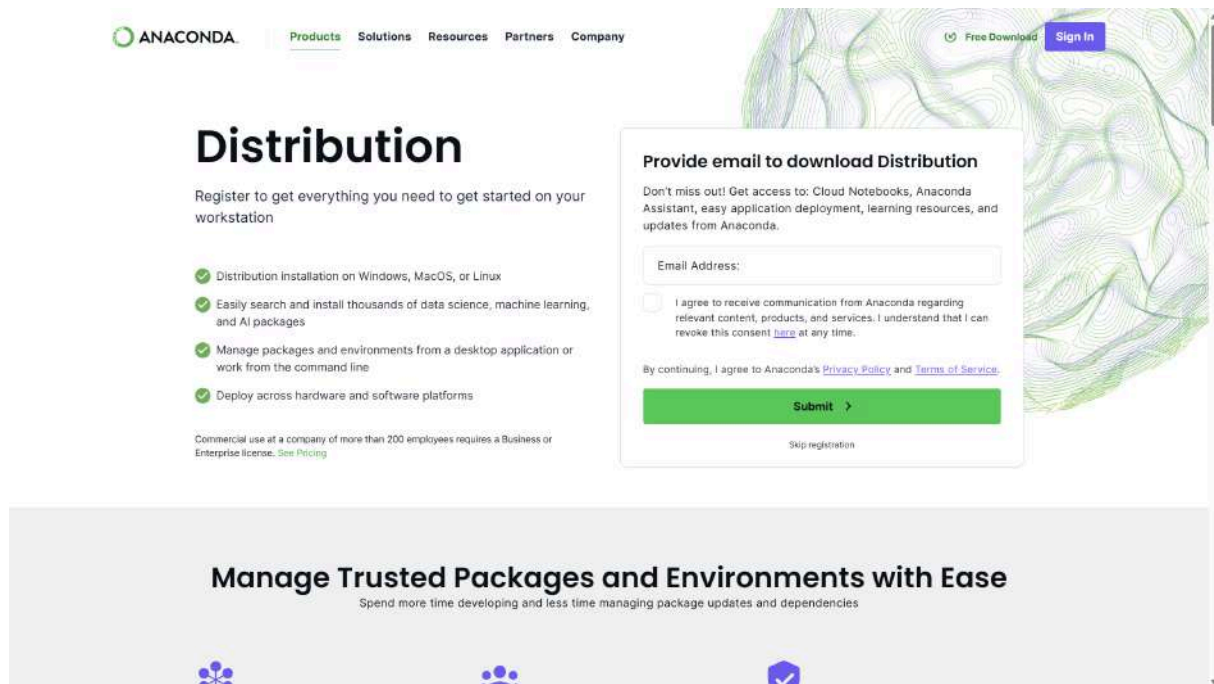 ANACONDA.
Products Solutions Resources Partners Company
Free Download
Sign In
Distribution
Register to get everything you need to get started on your
workstation
Distribution installation on Windows, MacOS, or Linux
Easily search and install thousands of data science, machine learning,
and AI packages
Manage packages and environments from a desktop application or
work from the command line
Deploy across hardware and software platforms
Commercial use at a company of more than 200 employees requires a Business or
Enterprise license. See Pricing
Provide email to download Distribution
Don't miss out! Get access to: Cloud Notebooks, Anaconda
Assistant, easy application deployment, learning resources, and
updates from Anaconda.
Email Address:
I agree to receive communication from Anaconda regarding
relevant content, products, and services. I understand that I can
revoke this consent here at any time.
By continuing, I agree to Anaconda's Privacy Policy and Terms of Service.
Submit >
Skip registration
Manage Trusted Packages and Environments with Ease
Spend more time developing and less time managing package updates and dependencies